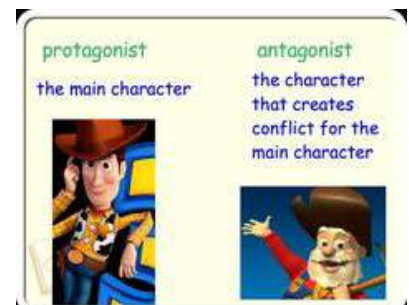 protagonist
the main character
antagonist
the character
that creates
conflict for the
main character